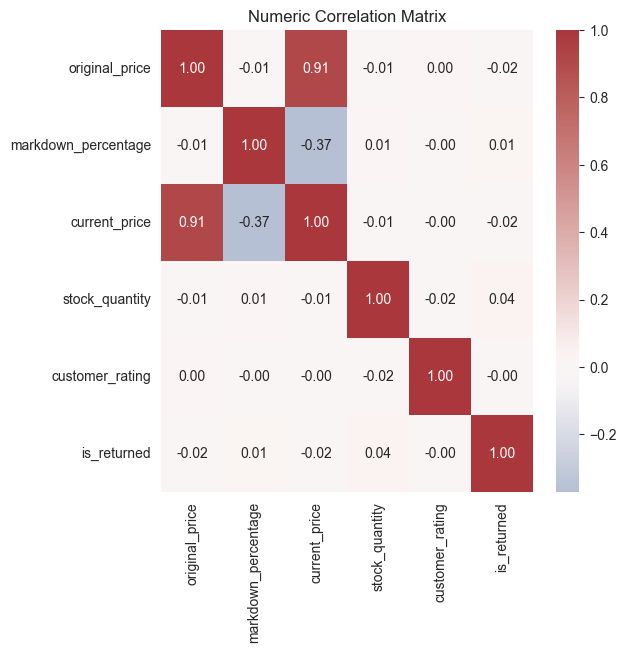 Numeric Correlation Matrix
original_price 1.00 -0.01 0.91 -0.01 0.00 -0.02
markdown_percentage -0.01 1.00 -0.37 0.01 -0.00 0.01
current_price 0.91 -0.37 1.00 -0.01 -0.00 -0.02
stock_quantity -0.01 0.01 -0.01 1.00 -0.02 0.04
customer_rating 0.00 -0.00 -0.00 -0.02 1.00 -0.00
is_returned -0.02 0.01 -0.02 0.04 -0.00 1.00
original_price
markdown_percentage
current_price
stock_quantity
customer_rating
is_returned
1.0
0.8
0.6
0.4
0.2
0.0
−0.2